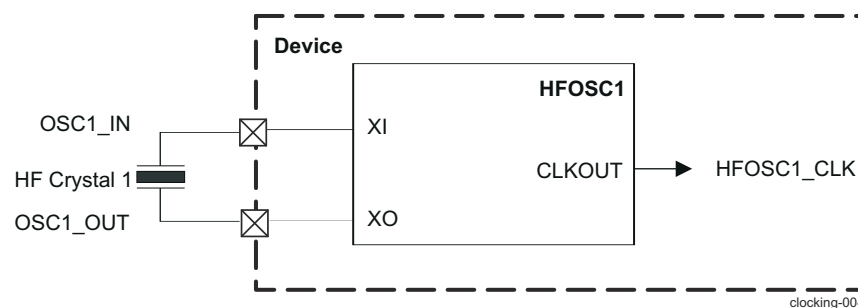 Device
HFOSC1
OSC1_IN
XI
HF Crystal 1
CLKOUT
HFOSC1_CLK
OSC1_OUT
XO
clocking-00